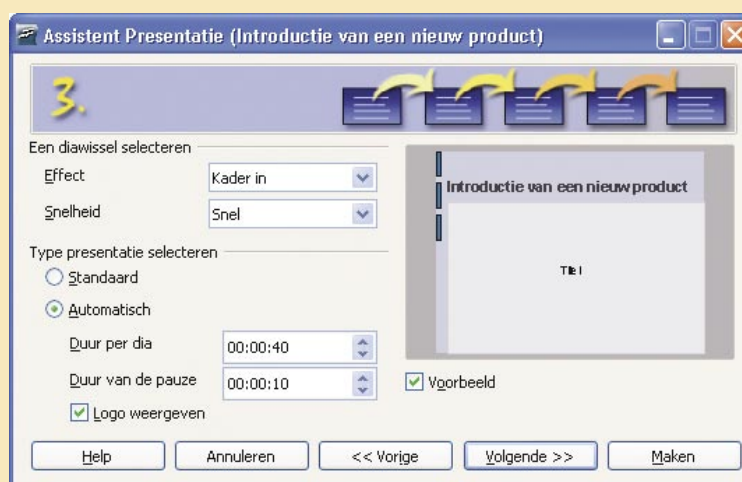 Assistent Presentatie (Introductie van een nieuw product)
3.
Een diawissel selecteren
Effect
Kader in
Snelheid
Snel
Type presentatie selecteren
Standaard
Automatisch
Duur per dia
00:00:40
Duur van de pauze
00:00:10
Logo weergeven
Introductie van een nieuw product
Titel
Voorbeeld
Help
Annuleren
<< Vorige
Volgende >>
Maken